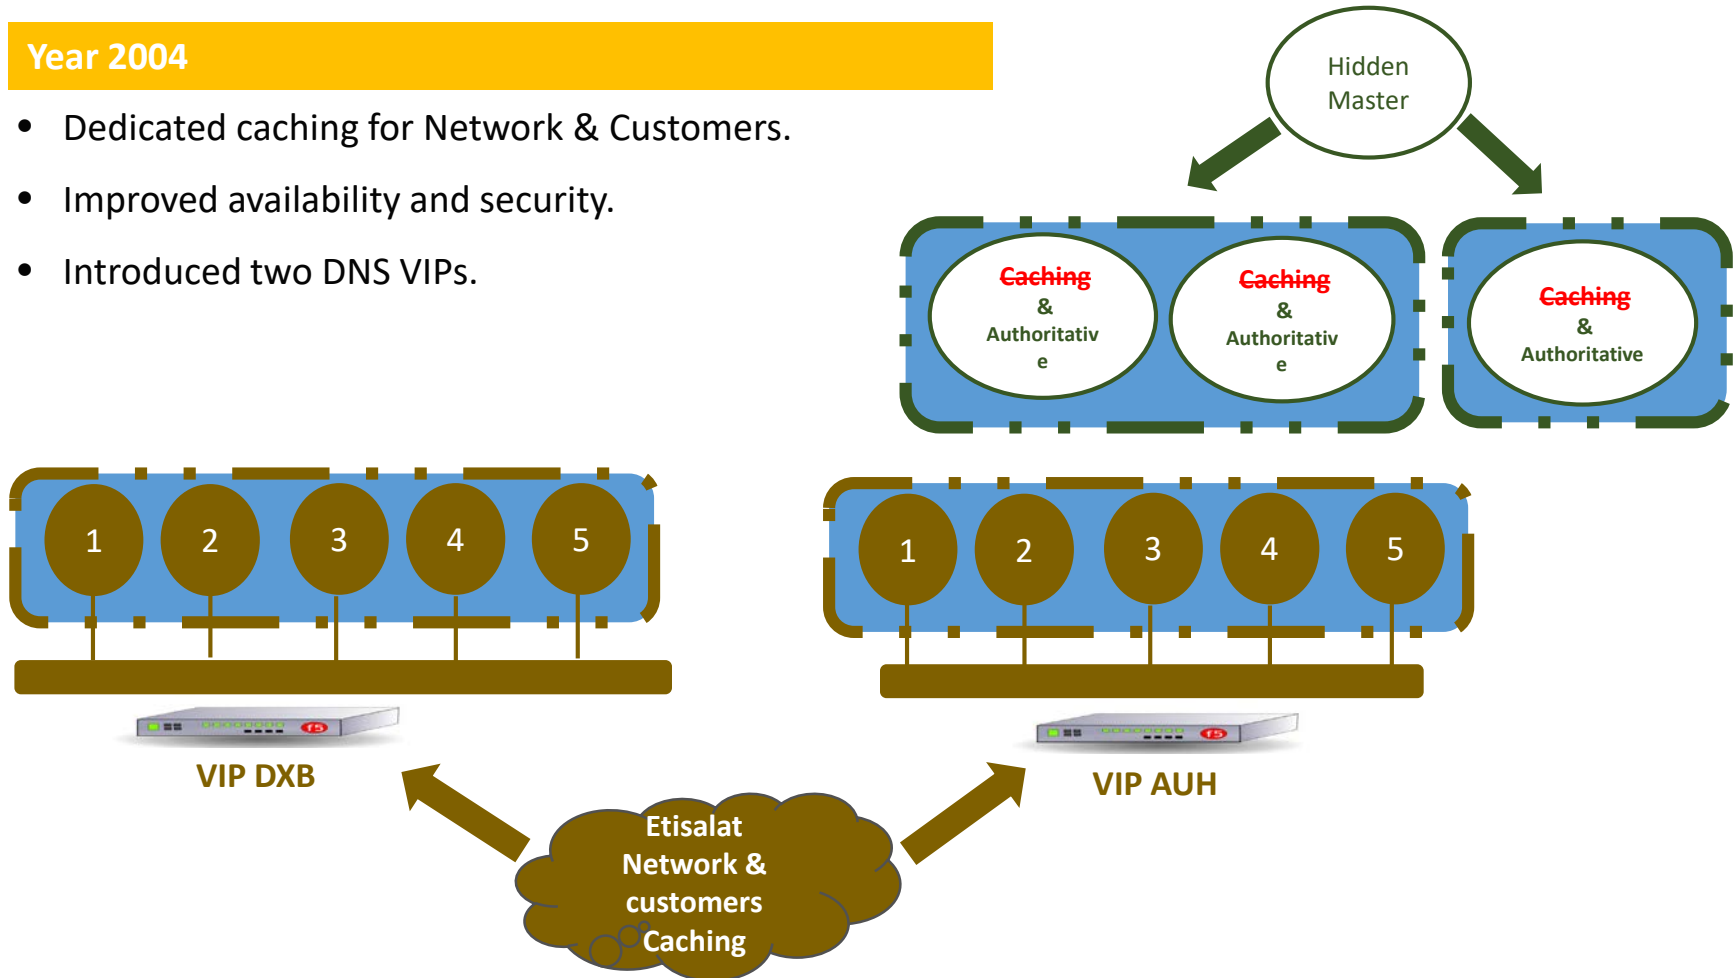 Year 2004
• Dedicated caching for Network & Customers.
• Improved availability and security.
• Introduced two DNS VIPs.
Hidden
Master
Caching
&
Authoritativ
e
Caching
&
Authoritativ
e
Caching
&
Authoritative
1 2 3 4 5
1 2 3 4 5
f5
f5
VIP DXB
VIP AUH
Etisalat
Network &
customers
Caching